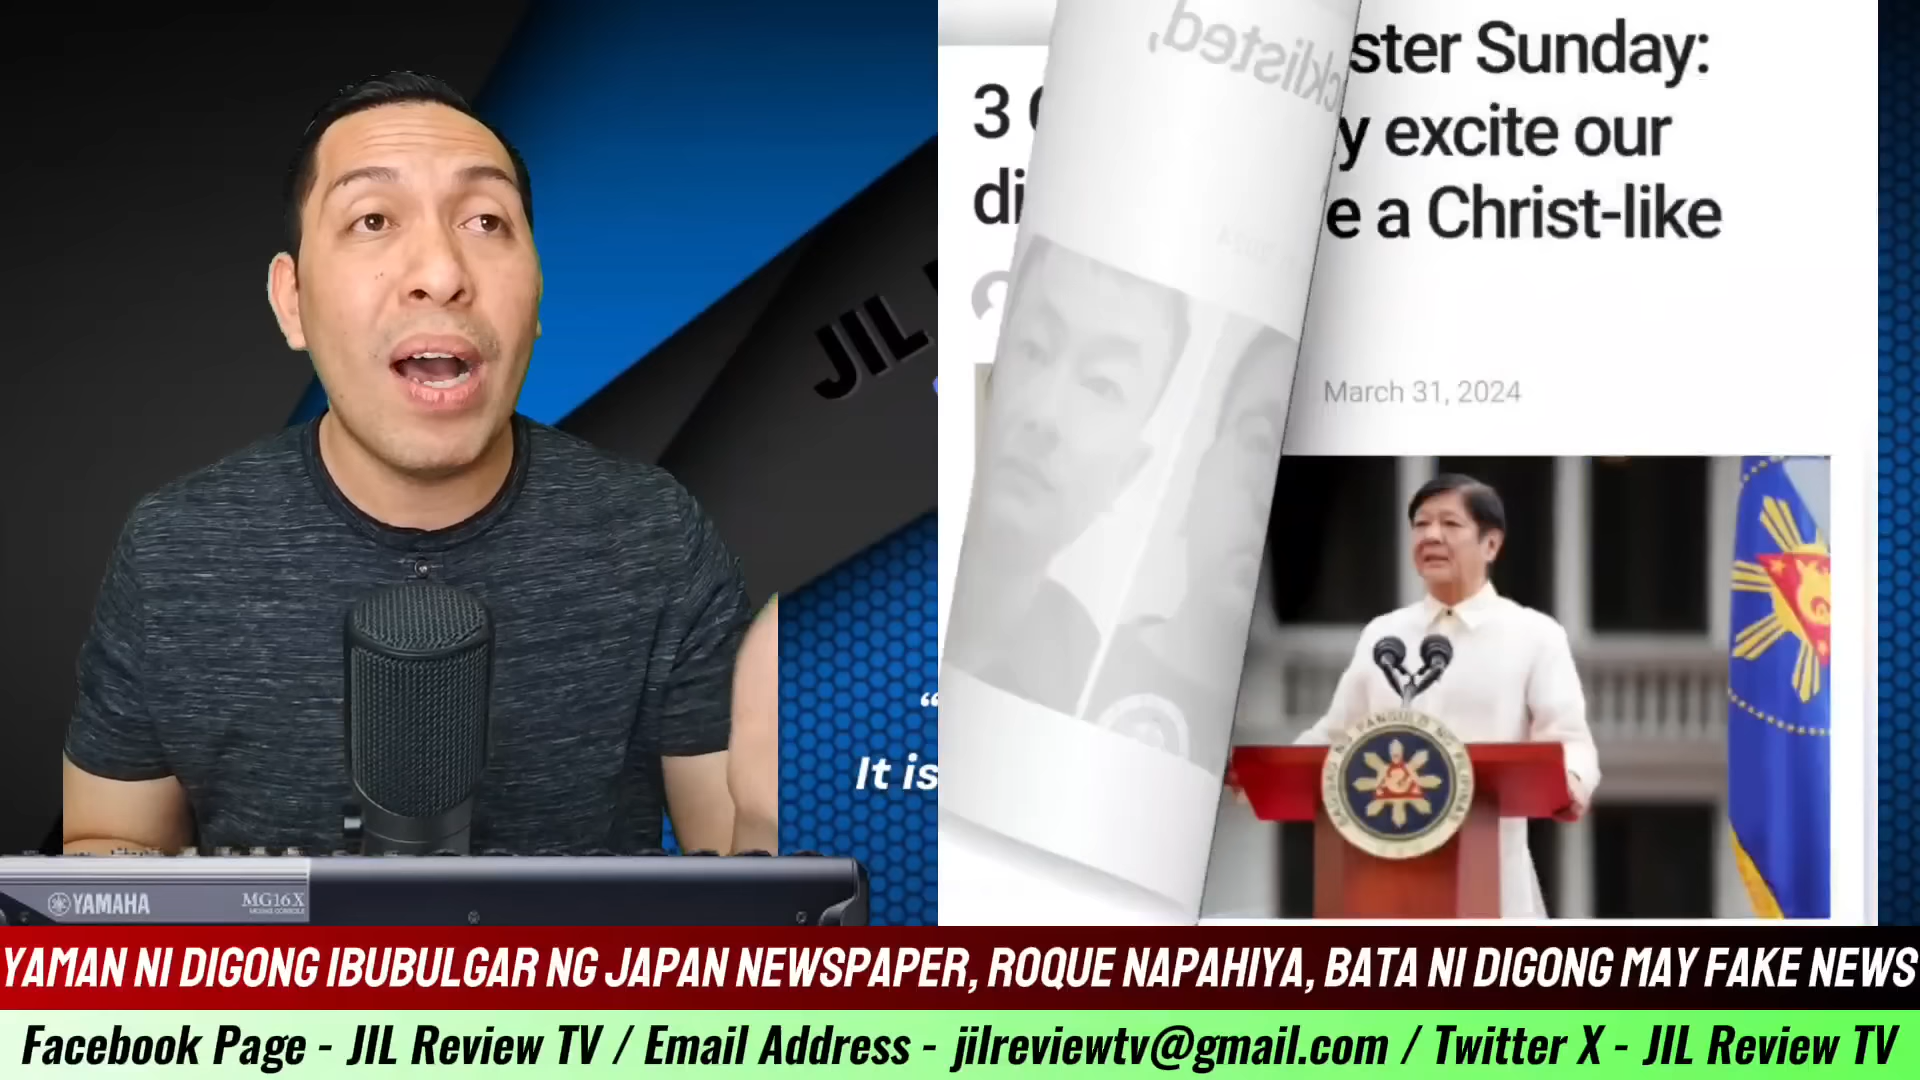 JIL
“
It is
YAMAHA
MG16X
3
di
cklisted,
2024
ster Sunday:
y excite our
e a Christ-like
March 31, 2024
YAMAN NI DIGONG IBUBULGAR NG JAPAN NEWSPAPER, ROQUE NAPAHIYA, BATA NI DIGONG MAY FAKE NEWS
Facebook Page - JIL Review TV / Email Address - jilreviewtv@gmail.com / Twitter X - JIL Review TV